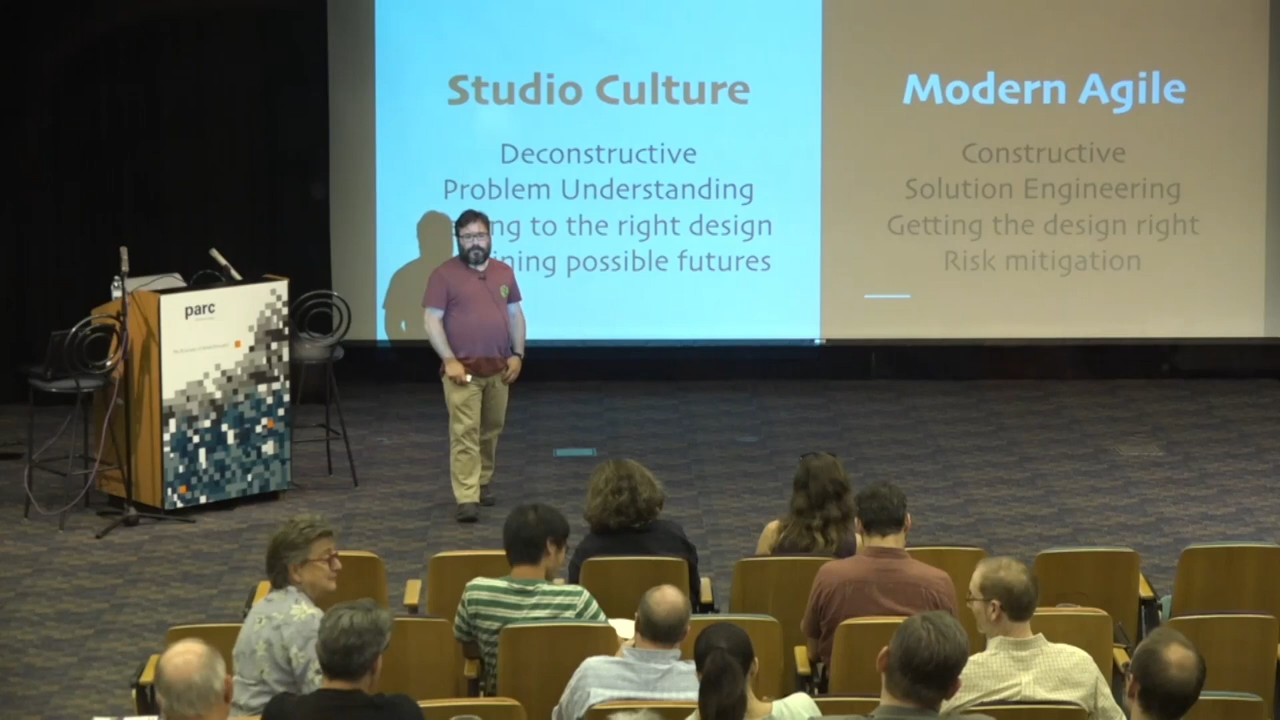 Studio Culture
Deconstructive
Problem Understanding
to the right design
possible futures
Modern Agile
Constructive
Solution Engineering
Getting the design right
Risk mitigation
parc